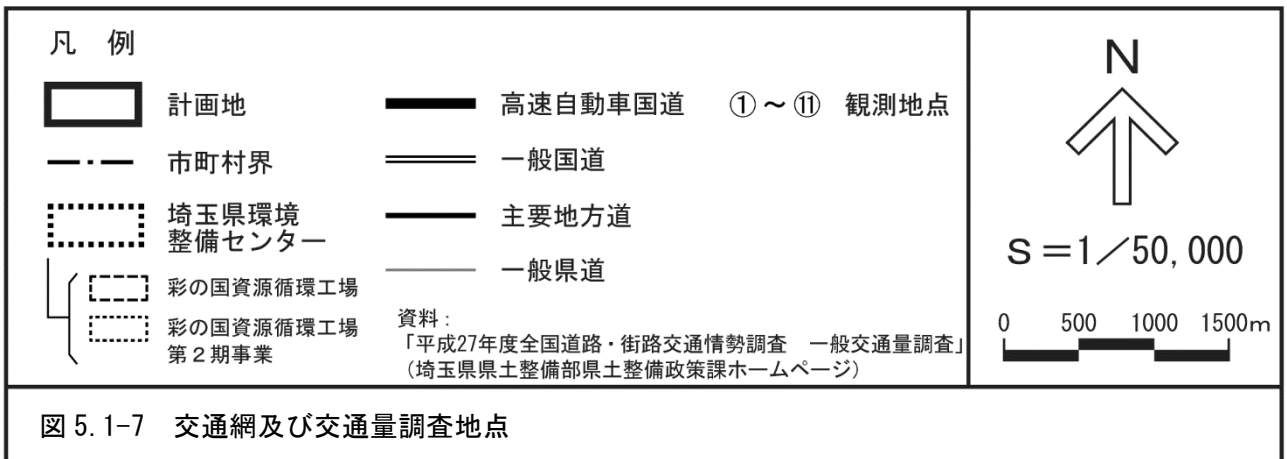 凡 例
計画地
市町村界
埼玉県環境
整備センター
彩の国資源循環工場
彩の国資源循環工場
第2期事業
高速自動車国道
一般国道
主要地方道
一般県道
①～⑪ 観測地点
資料：
「平成27年度全国道路・街路交通情勢調査 一般交通量調査」
（埼玉県県土整備部県土整備政策課ホームページ）
N
S＝1／50,000
0 500 1000 1500m
図 5.1-7 交通網及び交通量調査地点